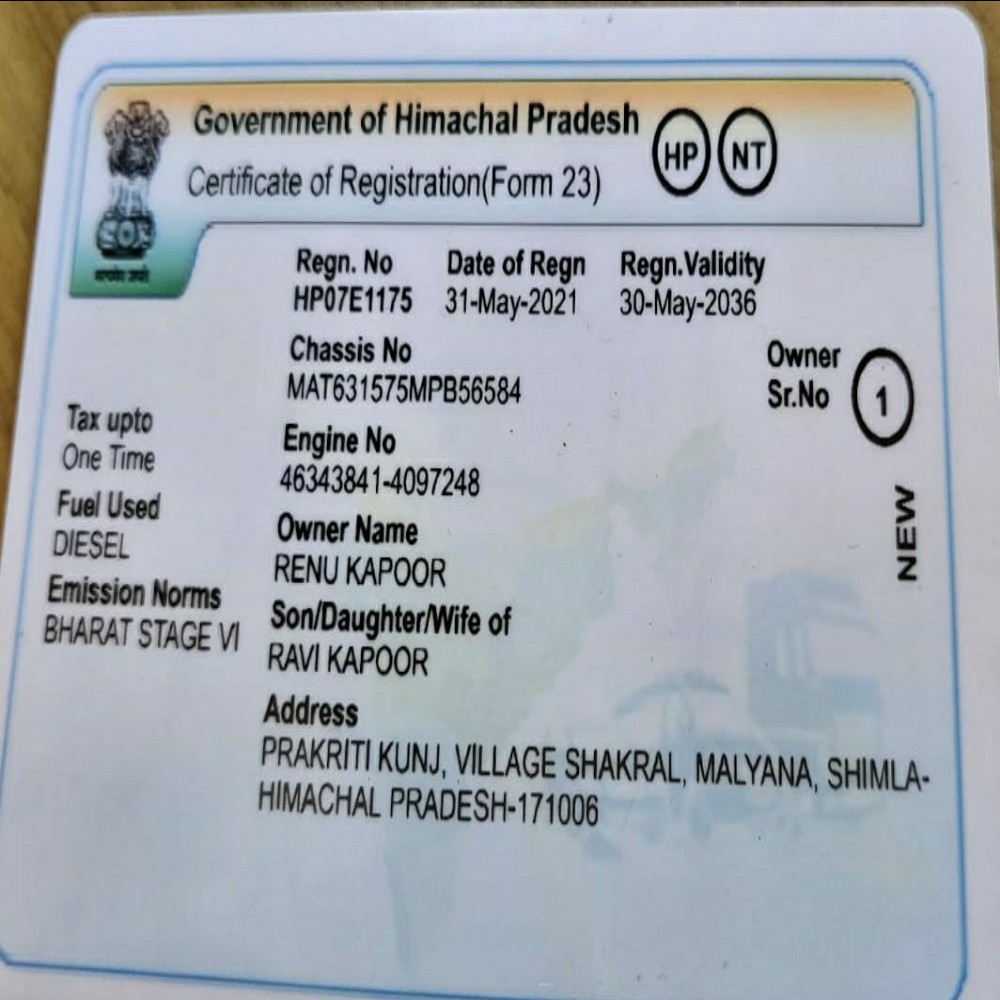 Government of Himachal Pradesh
HP NT
Certificate of Registration(Form 23)
Regn. No Date of Regn Regn.Validity
HP07E1175 31-May-2021 30-May-2036
Chassis No
MAT631575MPB56584
Owner
Sr.No 1
Tax upto
One Time
Engine No
46343841-4097248
Fuel Used
DIESEL
Owner Name
RENU KAPOOR
NEW
Emission Norms
BHARAT STAGE VI
Son/Daughter/Wife of
RAVI KAPOOR
Address
PRAKRITI KUNJ, VILLAGE SHAKRAL, MALYANA, SHIMLA-
HIMACHAL PRADESH-171006